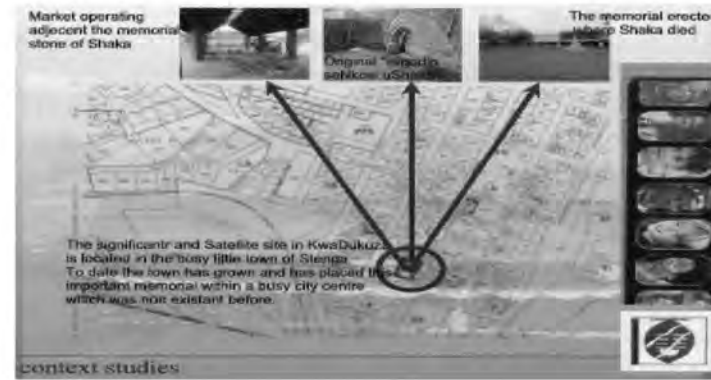 Market operating
adjecent the memorial
stone of Shaka
Original
The memorial erecte
where Shaka died
The significantr and Satellite site in KwaDukuza
is located in the busy little town of Stenga
To date the town has grown and has placed this
important memorial within a busy city centre
which was non existant before.
context studies